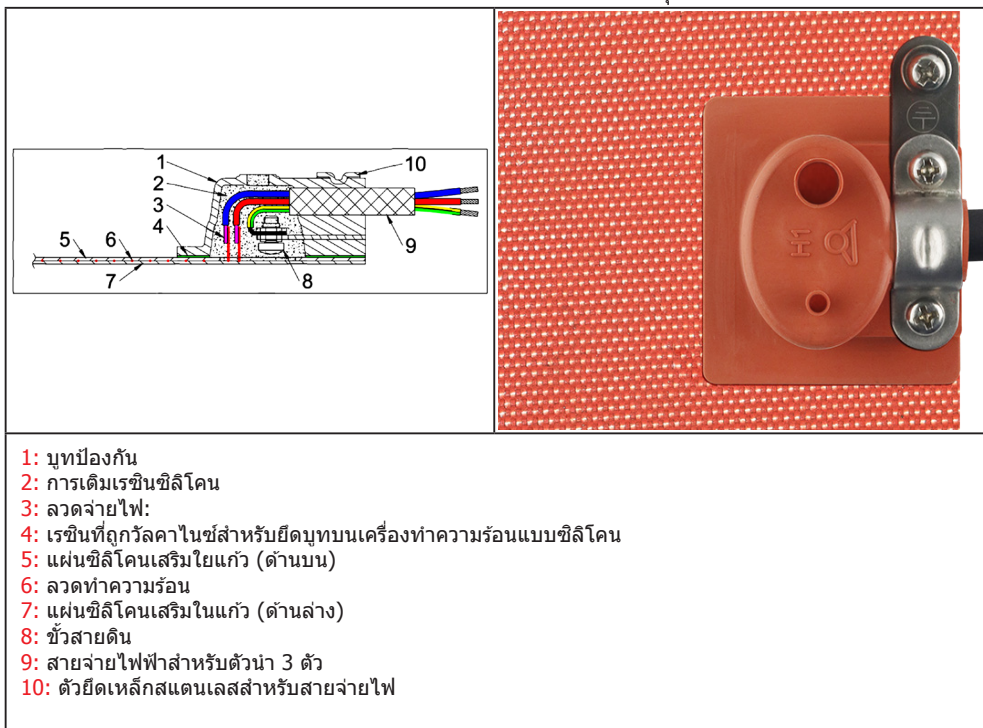 1
2
3
4
5
6
7
8
9
10
H1
1: บูทป้องกัน
2: การเติมเรซินซิลิโคน
3: ลวดจ่ายไฟ:
4: เรซินที่ถูกวัลคาไนซ์สำหรับยึดบูทบนเครื่องทำความร้อนแบบซิลิโคน
5: แผ่นซิลิโคนเสริมใยแก้ว (ด้านบน)
6: ลวดทำความร้อน
7: แผ่นซิลิโคนเสริมในแก้ว (ด้านล่าง)
8: ขั้วสายดิน
9: สายจ่ายไฟฟ้าสำหรับตัวนำ 3 ตัว
10: ตัวยึดเหล็กสแตนเลสสำหรับสายจ่ายไฟ